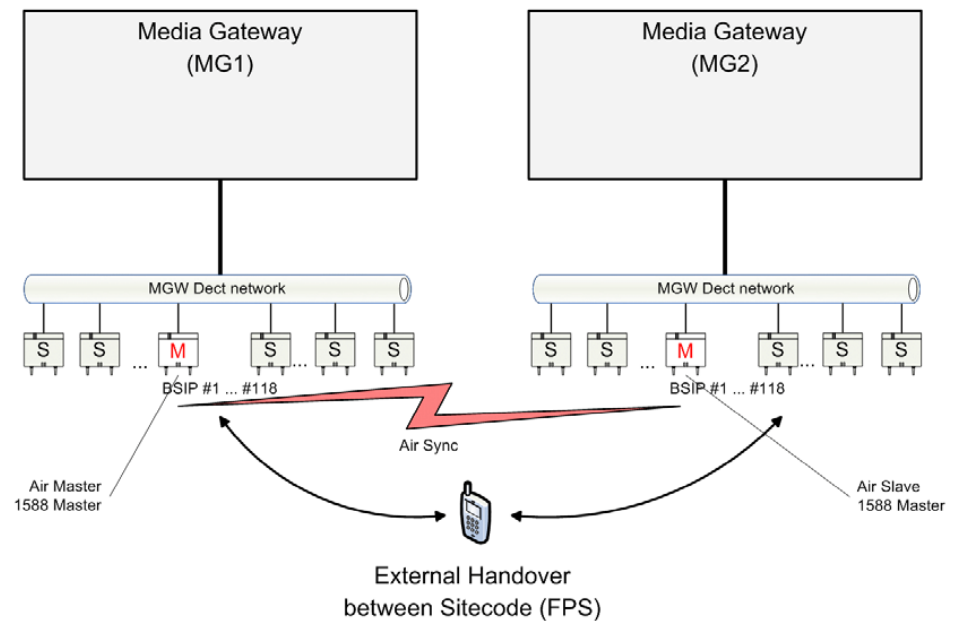 Media Gateway
(MG1)
Media Gateway
(MG2)
MGW Dect network
MGW Dect network
S S ... M S ... S S
S S ... M S ... S S
BSIP #1 ... #118
BSIP #1 ... #118
Air Sync
Air Master
1588 Master
Air Slave
1588 Master
External Handover
between Sitecode (FPS)